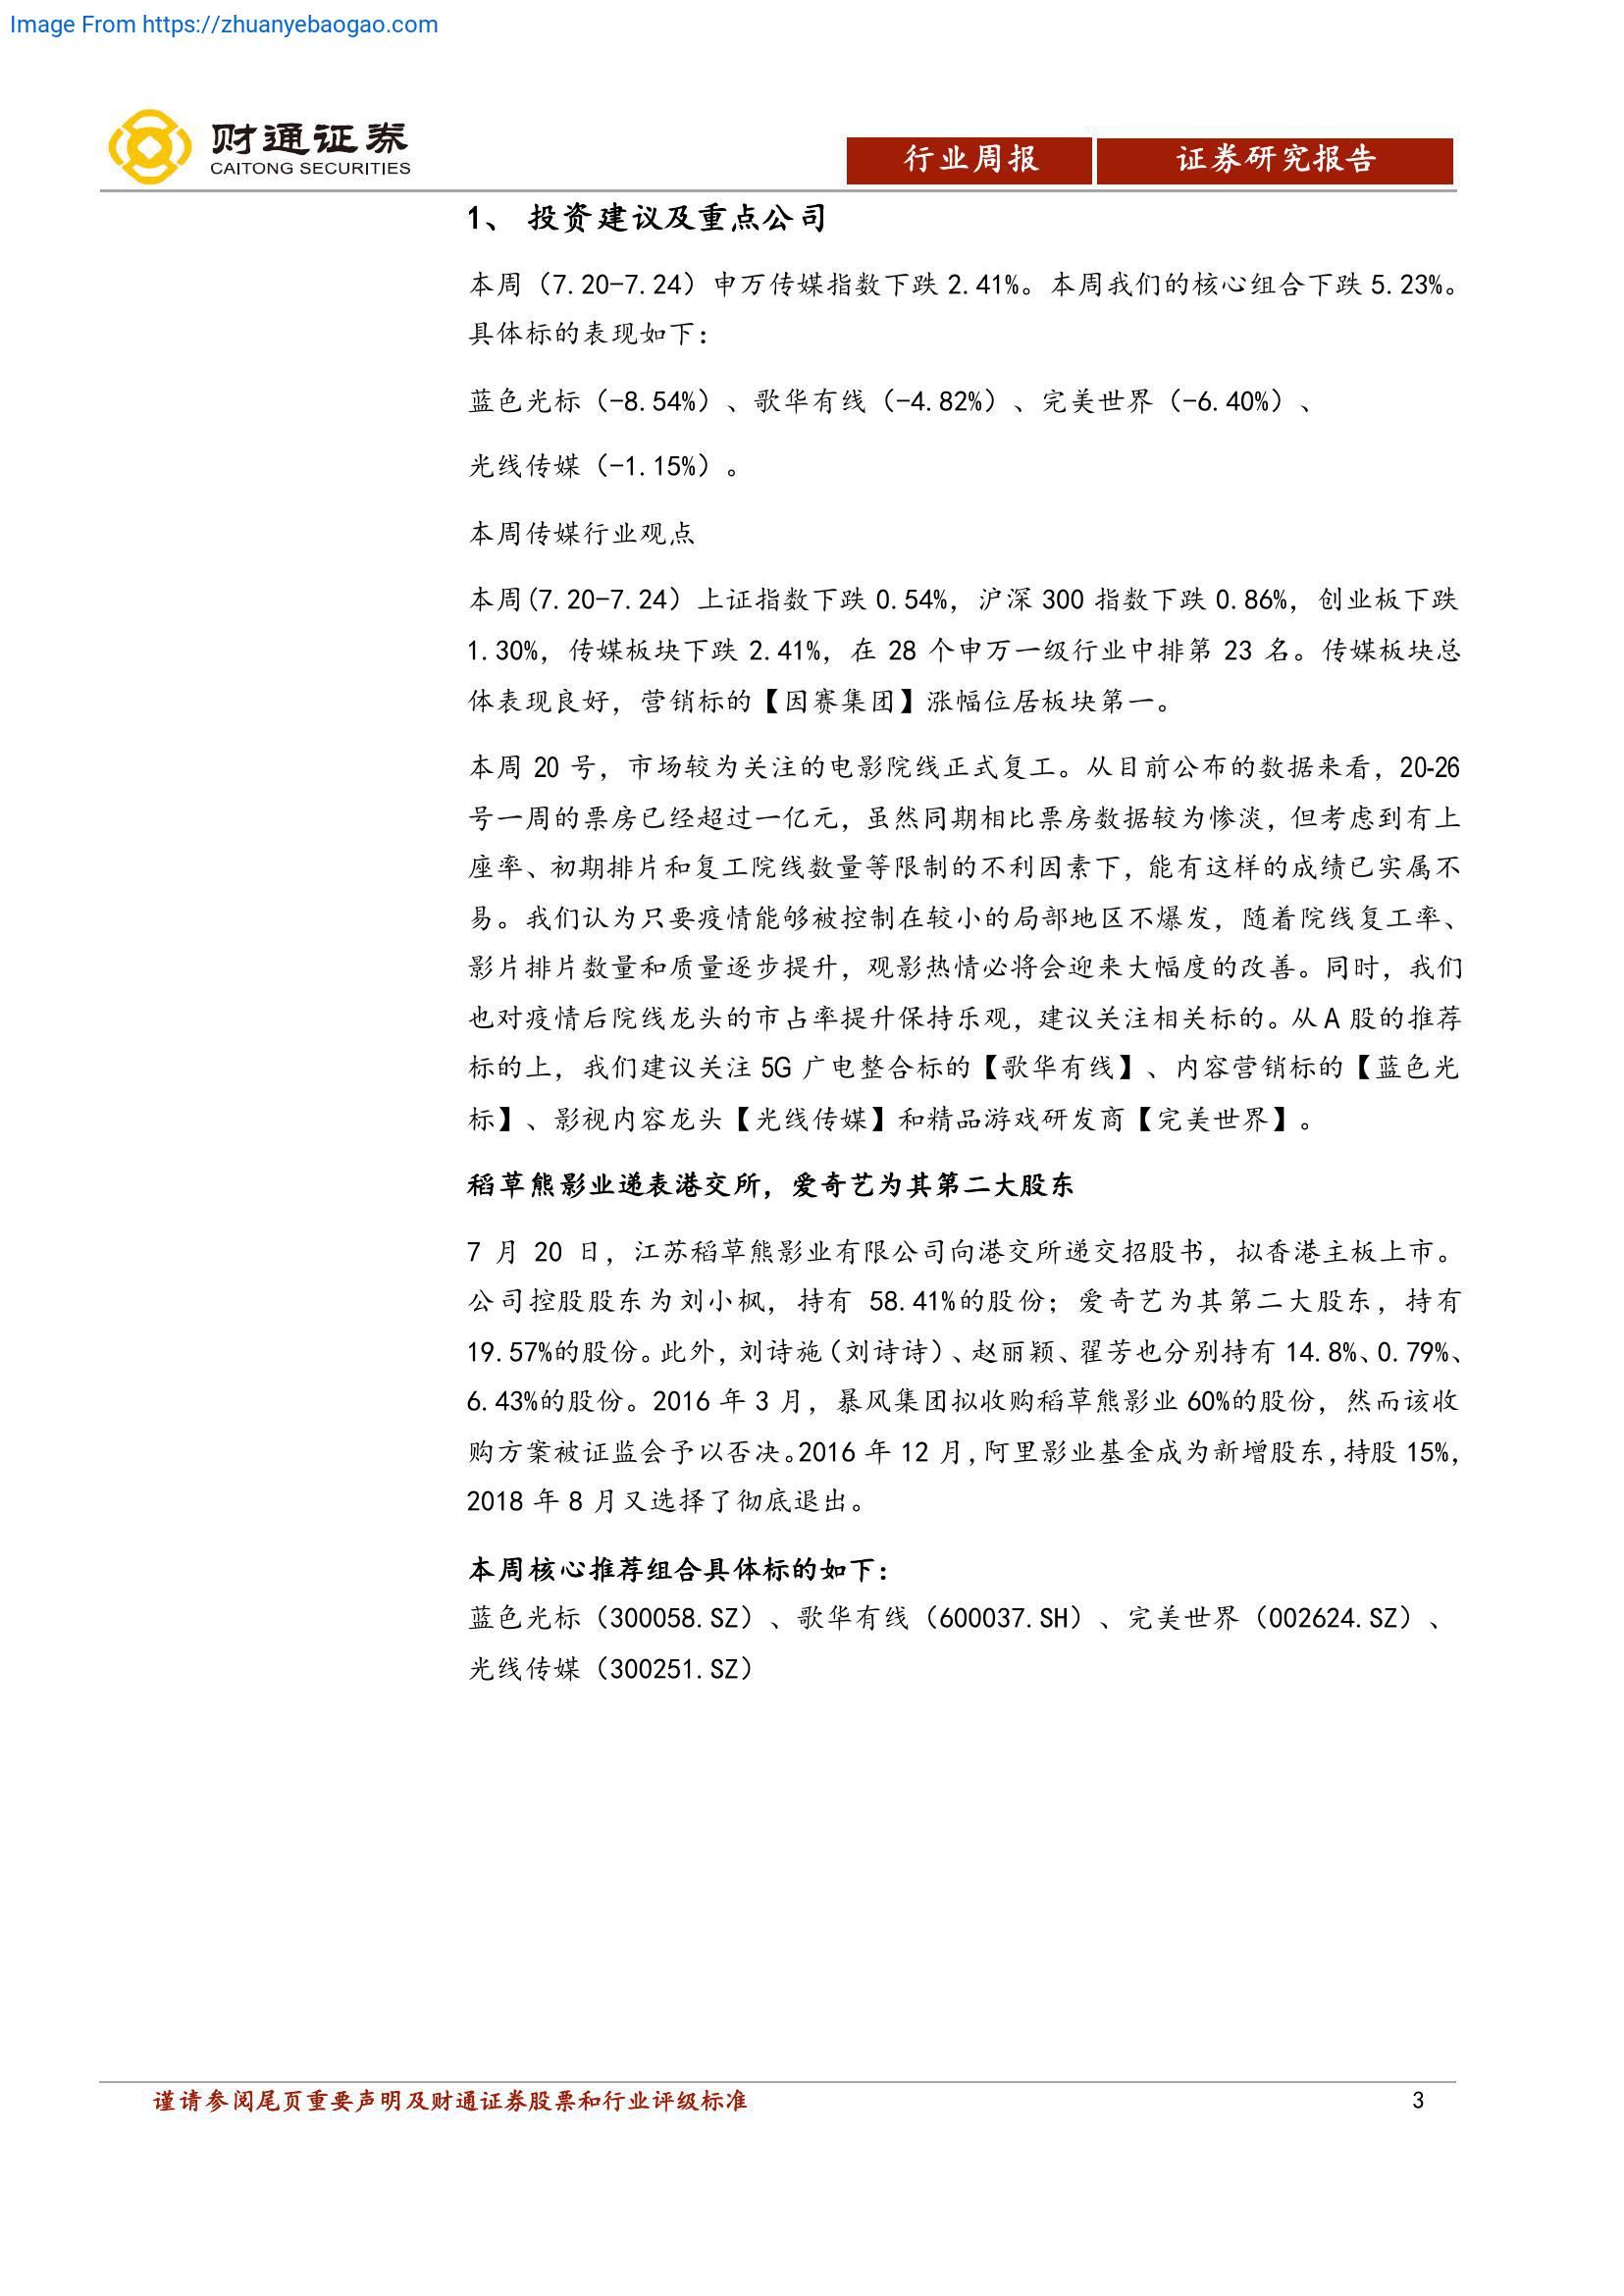 Image From https://zhuanyebaogao.com
财通证券
CAITONG SECURITIES
行业周报
证券研究报告
1、 投资建议及重点公司
本周（7.20-7.24）申万传媒指数下跌 2.41%。本周我们的核心组合下跌 5.23%。
具体标的表现如下：
蓝色光标（-8.54%）、歌华有线（-4.82%）、完美世界（-6.40%）、
光线传媒（-1.15%）。
本周传媒行业观点
本周(7.20-7.24）上证指数下跌 0.54%，沪深 300 指数下跌 0.86%，创业板下跌
1.30%，传媒板块下跌 2.41%，在 28 个申万一级行业中排第 23 名。传媒板块总
体表现良好，营销标的【因赛集团】涨幅位居板块第一。
本周 20 号，市场较为关注的电影院线正式复工。从目前公布的数据来看，20-26
号一周的票房已经超过一亿元，虽然同期相比票房数据较为惨淡，但考虑到有上
座率、初期排片和复工院线数量等限制的不利因素下，能有这样的成绩已实属不
易。我们认为只要疫情能够被控制在较小的局部地区不爆发，随着院线复工率、
影片排片数量和质量逐步提升，观影热情必将会迎来大幅度的改善。同时，我们
也对疫情后院线龙头的市占率提升保持乐观，建议关注相关标的。从 A 股的推荐
标的上，我们建议关注 5G 广电整合标的【歌华有线】、内容营销标的【蓝色光
标】、影视内容龙头【光线传媒】和精品游戏研发商【完美世界】。
稻草熊影业递表港交所，爱奇艺为其第二大股东
7 月 20 日，江苏稻草熊影业有限公司向港交所递交招股书，拟香港主板上市。
公司控股股东为刘小枫，持有 58.41%的股份；爱奇艺为其第二大股东，持有
19.57%的股份。此外，刘诗施（刘诗诗）、赵丽颖、翟芳也分别持有 14.8%、0.79%、
6.43%的股份。2016 年 3 月，暴风集团拟收购稻草熊影业 60%的股份，然而该收
购方案被证监会予以否决。2016 年 12 月，阿里影业基金成为新增股东，持股 15%，
2018 年 8 月又选择了彻底退出。
本周核心推荐组合具体标的如下：
蓝色光标（300058.SZ）、歌华有线（600037.SH）、完美世界（002624.SZ）、
光线传媒（300251.SZ）
谨请参阅尾页重要声明及财通证券股票和行业评级标准
3